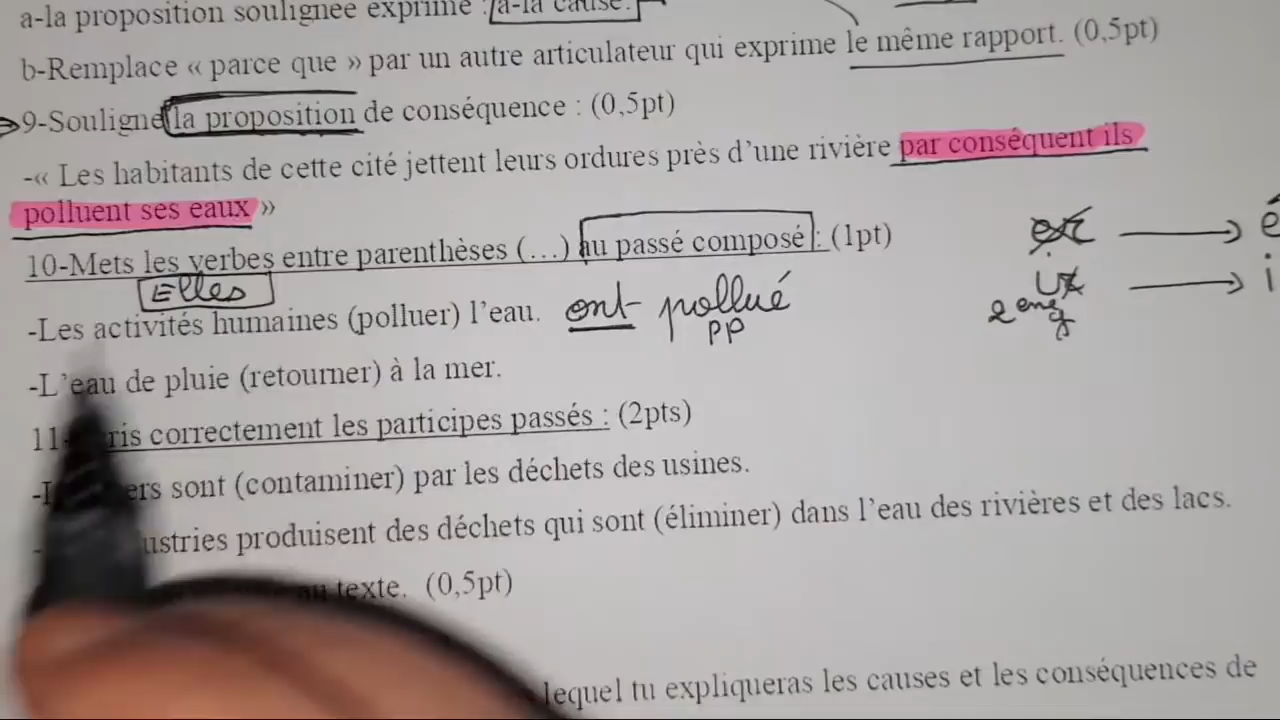 a-la proposition soulignée exprime : a-la cause.
b-Remplace « parce que » par un autre articulateur qui exprime le même rapport. (0,5pt)
9-Souligne la proposition de conséquence : (0,5pt)
-« Les habitants de cette cité jettent leurs ordures près d’une rivière par conséquent ils
polluent ses eaux »
10-Mets les verbes entre parenthèses (…) au passé composé : (1pt)
er → é
Elles
ir → i
2 eme g
-Les activités humaines (polluer) l’eau. ont pollué
PP
-L’eau de pluie (retourner) à la mer.
11- correctement les participes passés : (2pts)
sont (contaminer) par les déchets des usines.
produisent des déchets qui sont (éliminer) dans l’eau des rivières et des lacs.
texte. (0,5pt)
lequel tu expliqueras les causes et les conséquences de